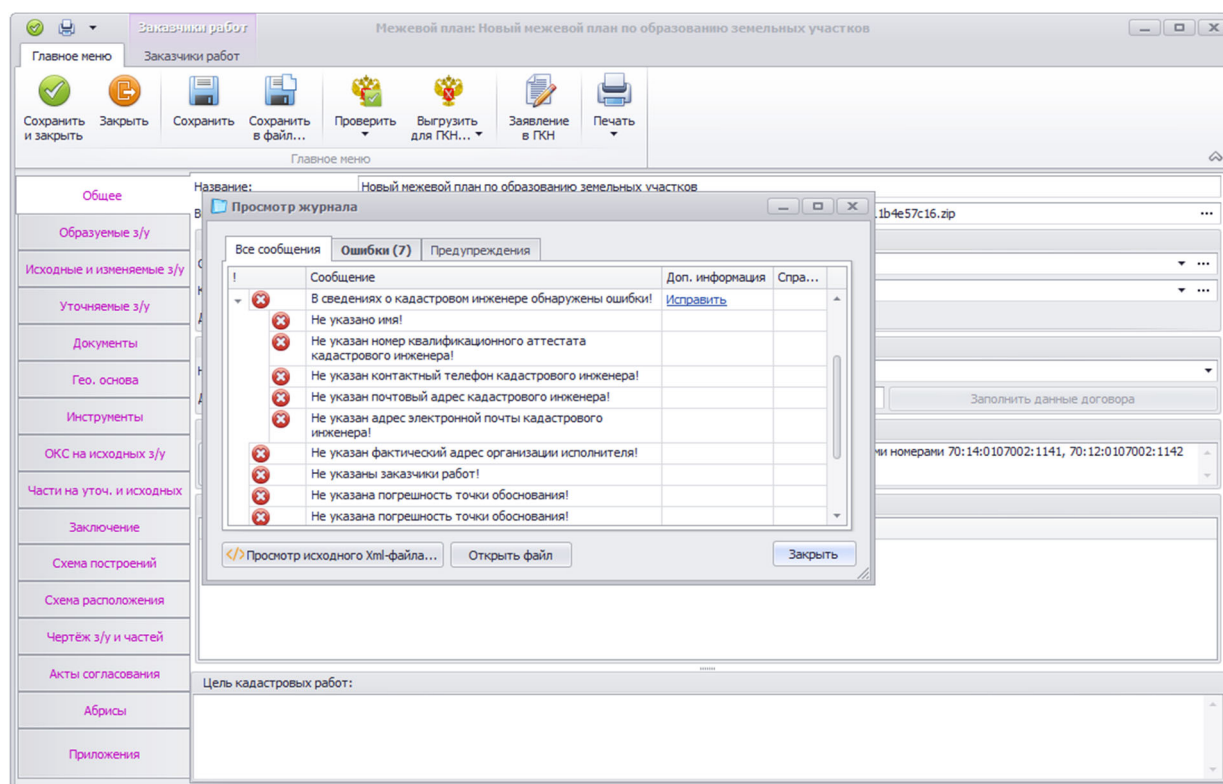 Заказчики работ
Межевой план: Новый межевой план по образованию земельных участков
Главное меню
Заказчики работ
Сохранить
и закрыть
Закрыть
Сохранить
Сохранить
в файл...
Проверить
Выгрузить
для ГКН...
Заявление
в ГКН
Печать
Главное меню
Общее
Образуемые з/у
Исходные и изменяемые з/у
Уточняемые з/у
Документы
Гео. основа
Инструменты
ОКС на исходных з/у
Части на уточ. и исходных
Заключение
Схема построений
Схема расположения
Чертёж з/у и частей
Акты согласования
Абрисы
Приложения
Название:
Новый межевой план по образованию земельных участков
.1b4e57c16.zip
Просмотр журнала
Все сообщения
Ошибки (7)
Предупреждения
!
Сообщение
Доп. информация
Спра...
В сведениях о кадастровом инженере обнаружены ошибки!
Исправить
Не указано имя!
Не указан номер квалификационного аттестата
кадастрового инженера!
Не указан контактный телефон кадастрового инженера!
Не указан почтовый адрес кадастрового инженера!
Не указан адрес электронной почты кадастрового
инженера!
Не указан фактический адрес организации исполнителя!
Не указаны заказчики работ!
Не указана погрешность точки обоснования!
Не указана погрешность точки обоснования!
Просмотр исходного Xml-файла...
Открыть файл
Закрыть
Заполнить данные договора
ми номерами 70:14:0107002:1141, 70:12:0107002:1142
Цель кадастровых работ: